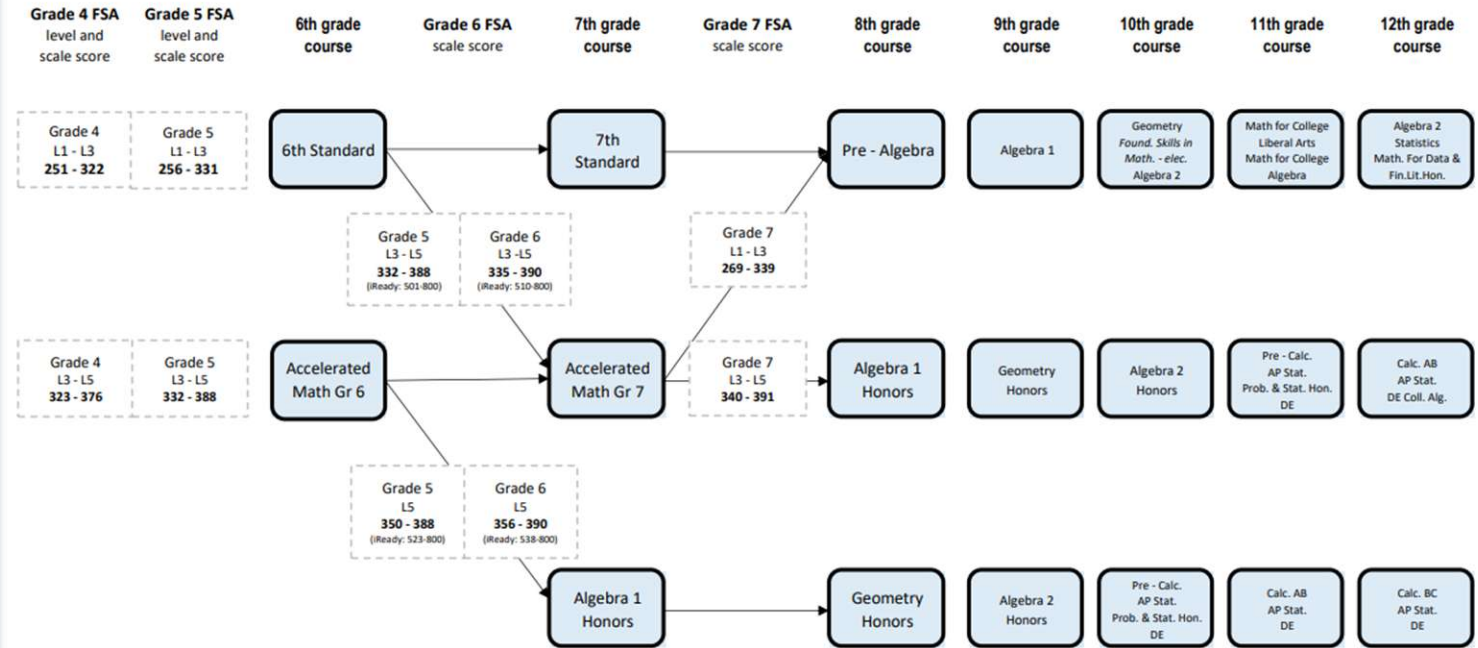 Grade 4 FSA
level and
scale score
Grade 5 FSA
level and
scale score
6th grade
course
Grade 6 FSA
scale score
7th grade
course
Grade 7 FSA
scale score
8th grade
course
9th grade
course
10th grade
course
11th grade
course
12th grade
course
Grade 4
L1 - L3
251 - 322
Grade 5
L1 - L3
256 - 331
6th Standard
7th
Standard
Pre - Algebra
Algebra 1
Geometry
Found. Skills in
Math. - elec.
Algebra 2
Math for College
Liberal Arts
Math for College
Algebra
Algebra 2
Statistics
Math. For Data &
Fin.Lit.Hon.
Grade 5
L3 - L5
332 - 388
(iReady: 501-800)
Grade 6
L3 -L5
335 - 390
(iReady: 510-800)
Grade 7
L1 - L3
269 - 339
Grade 4
L3 - L5
323 - 376
Grade 5
L3 - L5
332 - 388
Accelerated
Math Gr 6
Accelerated
Math Gr 7
Grade 7
L3 - L5
340 - 391
Algebra 1
Honors
Geometry
Honors
Algebra 2
Honors
Pre - Calc.
AP Stat.
Prob. & Stat. Hon.
DE
Calc. AB
AP Stat.
DE Coll. Alg.
Grade 5
L5
350 - 388
(iReady: 523-800)
Grade 6
L5
356 - 390
(iReady: 538-800)
Algebra 1
Honors
Geometry
Honors
Algebra 2
Honors
Pre - Calc.
AP Stat.
Prob. & Stat. Hon.
DE
Calc. AB
AP Stat.
DE
Calc. BC
AP Stat.
DE